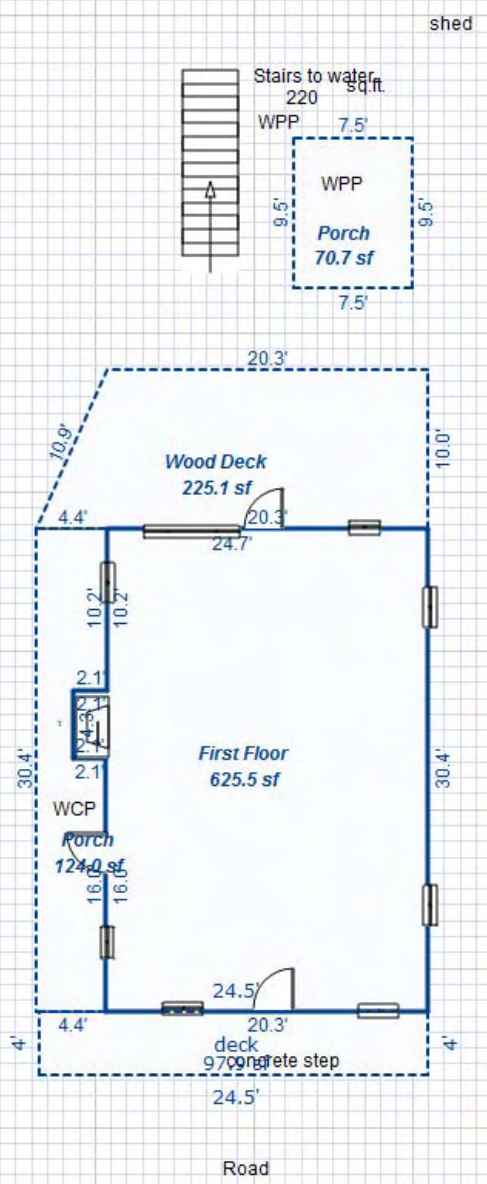 shed
Stairs to water
220
sq.ft.
WPP
7.5'
9.5'
WPP
9.5'
Porch
70.7 sf
7.5'
20.3'
10.9'
10.0'
Wood Deck
225.1 sf
4.4'
20.3'
24.7'
10.2'
10.2'
2.1'
2.1'
2.1'
First Floor
625.5 sf
30.4'
30.4'
WCP
Porch
124.0 sf
16.0'
16.0'
24.5'
4.4'
20.3'
4'
4'
deck
concrete step
24.5'
Road